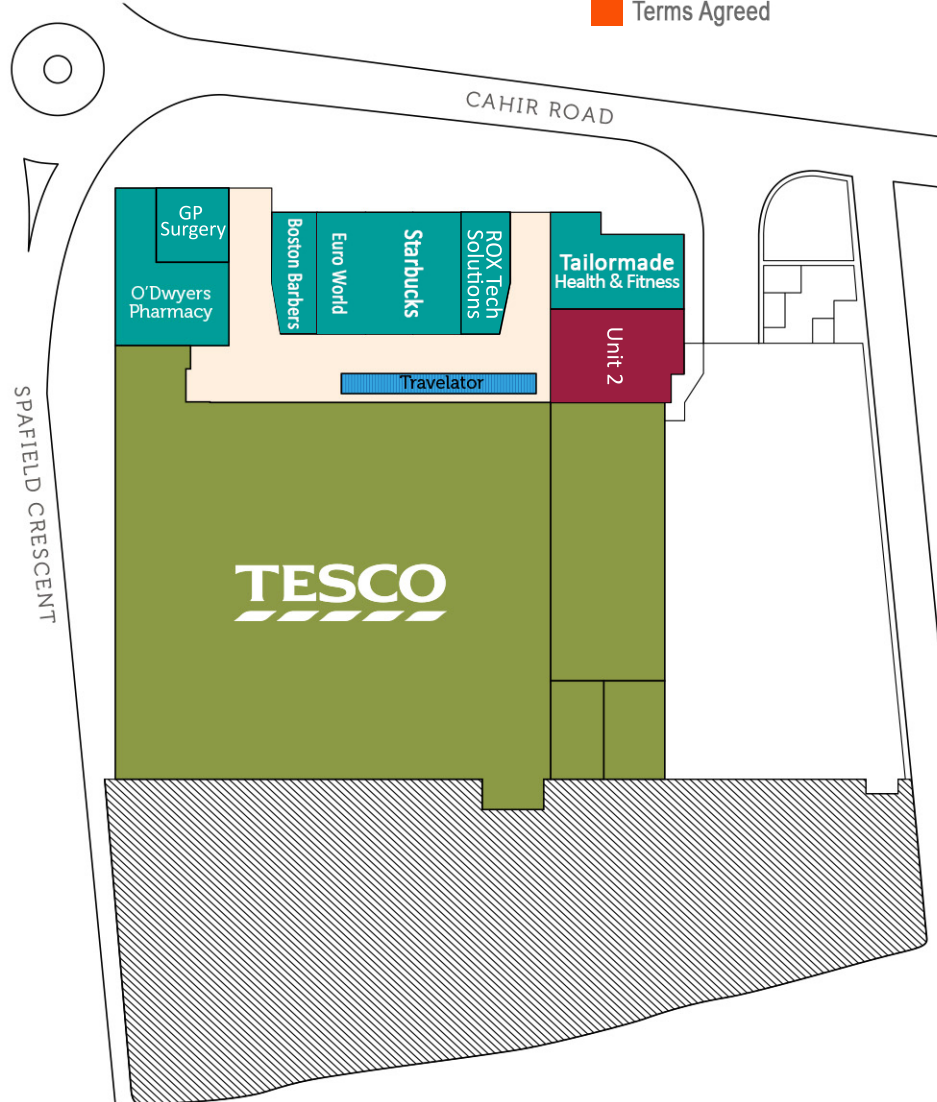 Terms Agreed
CAHIR ROAD
GP
Surgery
O'Dwyers
Pharmacy
Boston Barbers
Euro World
Starbucks
ROX Tech
Solutions
Tailormade
Health & Fitness
Unit 2
Travelator
SPAFIELD CRESCENT
TESCO